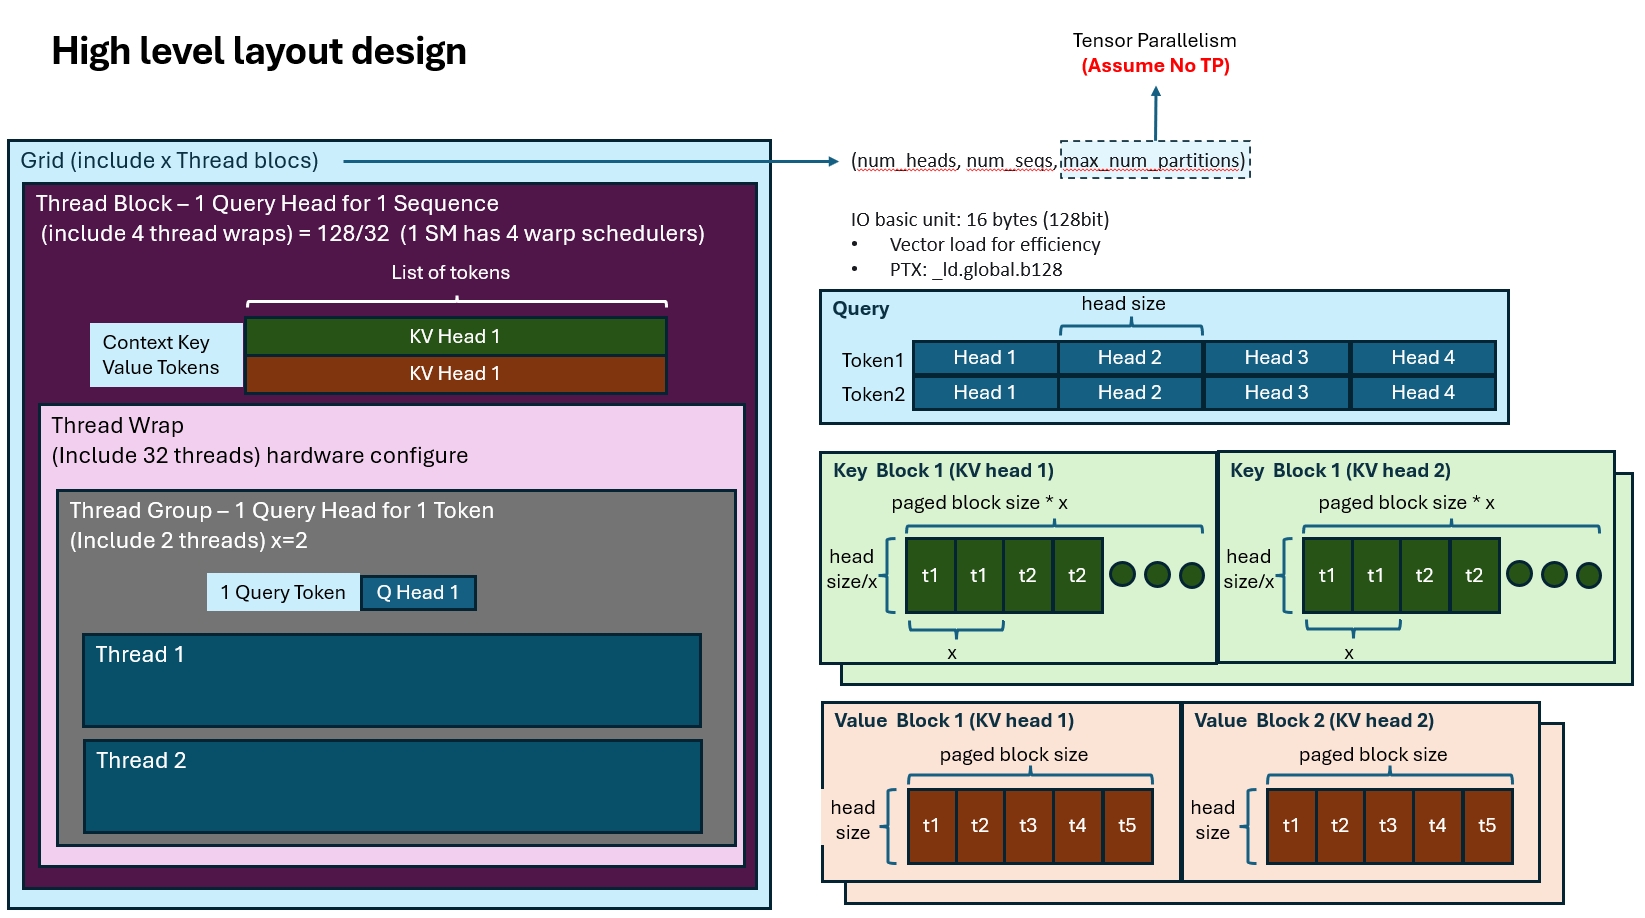 High level layout design
Tensor Parallelism
(Assume No TP)
Grid (include x Thread blocs)
(num_heads, num_seqs, max_num_partitions)
Thread Block – 1 Query Head for 1 Sequence
(include 4 thread wraps) = 128/32 (1 SM has 4 warp schedulers)
List of tokens
Context Key
Value Tokens
KV Head 1
KV Head 1
Thread Wrap
(Include 32 threads) hardware configure
Thread Group – 1 Query Head for 1 Token
(Include 2 threads) x=2
1 Query Token
Q Head 1
Thread 1
Thread 2
IO basic unit: 16 bytes (128bit)
• Vector load for efficiency
• PTX: _ld.global.b128
Query
head size
Token1 Head 1 Head 2 Head 3 Head 4
Token2 Head 1 Head 2 Head 3 Head 4
Key Block 1 (KV head 1)
paged block size * x
head
size/x
t1 t1 t2 t2
x
Key Block 1 (KV head 2)
paged block size * x
head
size/x
t1 t1 t2 t2
x
Value Block 1 (KV head 1)
paged block size
head
size
t1 t2 t3 t4 t5
Value Block 2 (KV head 2)
paged block size
head
size
t1 t2 t3 t4 t5